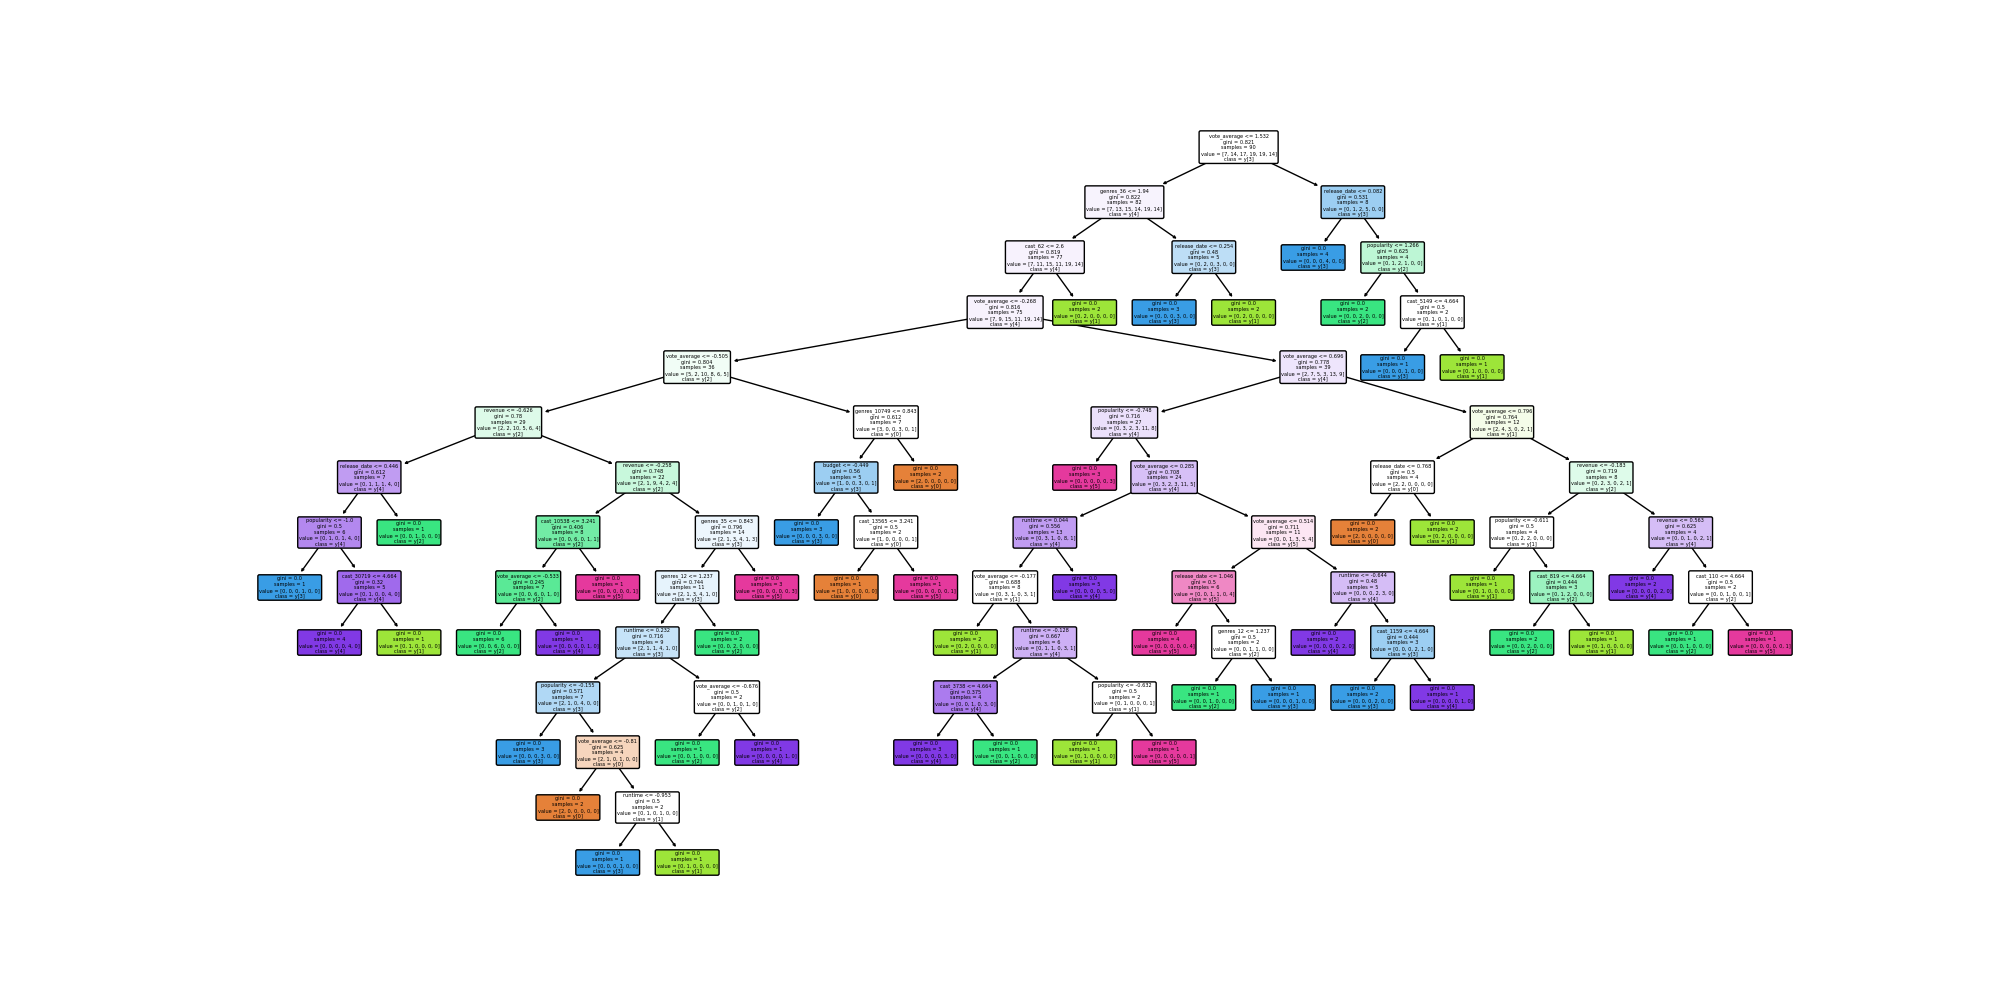 vote_average <= 1.532
gini = 0.821
samples = 90
value = [7, 14, 17, 19, 19, 14]
class = y[3]
genres_36 <= 1.94
gini = 0.822
samples = 82
value = [7, 13, 15, 14, 19, 14]
class = y[4]
release_date <= 0.082
gini = 0.531
samples = 8
value = [0, 1, 2, 5, 0, 0]
class = y[3]
cast_62 <= 2.6
gini = 0.819
samples = 77
value = [7, 11, 15, 11, 19, 14]
class = y[4]
release_date <= 0.254
gini = 0.48
samples = 5
value = [0, 2, 0, 3, 0, 0]
class = y[3]
gini = 0.0
samples = 4
value = [0, 0, 0, 4, 0, 0]
class = y[3]
popularity <= 1.266
gini = 0.625
samples = 4
value = [0, 1, 2, 1, 0, 0]
class = y[2]
vote_average <= -0.268
gini = 0.816
samples = 75
value = [7, 9, 15, 11, 19, 14]
class = y[4]
gini = 0.0
samples = 2
value = [0, 2, 0, 0, 0, 0]
class = y[1]
gini = 0.0
samples = 3
value = [0, 0, 0, 3, 0, 0]
class = y[3]
gini = 0.0
samples = 2
value = [0, 2, 0, 0, 0, 0]
class = y[1]
gini = 0.0
samples = 2
value = [0, 0, 2, 0, 0, 0]
class = y[2]
cast_5149 <= 4.664
gini = 0.5
samples = 2
value = [0, 1, 0, 1, 0, 0]
class = y[1]
vote_average <= -0.505
gini = 0.804
samples = 36
value = [5, 2, 10, 8, 6, 5]
class = y[2]
vote_average <= 0.696
gini = 0.778
samples = 39
value = [2, 7, 5, 3, 13, 9]
class = y[4]
gini = 0.0
samples = 1
value = [0, 0, 0, 1, 0, 0]
class = y[3]
gini = 0.0
samples = 1
value = [0, 1, 0, 0, 0, 0]
class = y[1]
revenue <= -0.626
gini = 0.78
samples = 29
value = [2, 2, 10, 5, 6, 4]
class = y[2]
genres_10749 <= 0.843
gini = 0.612
samples = 7
value = [3, 0, 0, 3, 0, 1]
class = y[0]
popularity <= -0.748
gini = 0.716
samples = 27
value = [0, 3, 2, 3, 11, 8]
class = y[4]
vote_average <= 0.796
gini = 0.764
samples = 12
value = [2, 4, 3, 0, 2, 1]
class = y[1]
release_date <= 0.446
gini = 0.612
samples = 7
value = [0, 1, 1, 1, 4, 0]
class = y[4]
revenue <= -0.258
gini = 0.748
samples = 22
value = [2, 1, 9, 4, 2, 4]
class = y[2]
budget <= -0.449
gini = 0.56
samples = 5
value = [1, 0, 0, 3, 0, 1]
class = y[3]
gini = 0.0
samples = 2
value = [2, 0, 0, 0, 0, 0]
class = y[0]
gini = 0.0
samples = 3
value = [0, 0, 0, 0, 0, 3]
class = y[5]
vote_average <= 0.285
gini = 0.708
samples = 24
value = [0, 3, 2, 3, 11, 5]
class = y[4]
release_date <= 0.768
gini = 0.5
samples = 4
value = [2, 2, 0, 0, 0, 0]
class = y[0]
revenue <= -0.183
gini = 0.719
samples = 8
value = [0, 2, 3, 0, 2, 1]
class = y[2]
popularity <= -1.0
gini = 0.5
samples = 6
value = [0, 1, 0, 1, 4, 0]
class = y[4]
gini = 0.0
samples = 1
value = [0, 0, 1, 0, 0, 0]
class = y[2]
cast_10538 <= 3.241
gini = 0.406
samples = 8
value = [0, 0, 6, 0, 1, 1]
class = y[2]
genres_35 <= 0.843
gini = 0.796
samples = 14
value = [2, 1, 3, 4, 1, 3]
class = y[3]
gini = 0.0
samples = 3
value = [0, 0, 0, 3, 0, 0]
class = y[3]
cast_13565 <= 3.241
gini = 0.5
samples = 2
value = [1, 0, 0, 0, 0, 1]
class = y[0]
runtime <= 0.044
gini = 0.556
samples = 13
value = [0, 3, 1, 0, 8, 1]
class = y[4]
vote_average <= 0.514
gini = 0.711
samples = 11
value = [0, 0, 1, 3, 3, 4]
class = y[5]
gini = 0.0
samples = 2
value = [2, 0, 0, 0, 0, 0]
class = y[0]
gini = 0.0
samples = 2
value = [0, 2, 0, 0, 0, 0]
class = y[1]
popularity <= -0.611
gini = 0.5
samples = 4
value = [0, 2, 2, 0, 0, 0]
class = y[1]
revenue <= 0.563
gini = 0.625
samples = 4
value = [0, 0, 1, 0, 2, 1]
class = y[4]
gini = 0.0
samples = 1
value = [0, 0, 0, 1, 0, 0]
class = y[3]
cast_30719 <= 4.664
gini = 0.32
samples = 5
value = [0, 1, 0, 0, 4, 0]
class = y[4]
vote_average <= -0.533
gini = 0.245
samples = 7
value = [0, 0, 6, 0, 1, 0]
class = y[2]
gini = 0.0
samples = 1
value = [0, 0, 0, 0, 0, 1]
class = y[5]
genres_12 <= 1.237
gini = 0.744
samples = 11
value = [2, 1, 3, 4, 1, 0]
class = y[3]
gini = 0.0
samples = 3
value = [0, 0, 0, 0, 0, 3]
class = y[5]
gini = 0.0
samples = 1
value = [1, 0, 0, 0, 0, 0]
class = y[0]
gini = 0.0
samples = 1
value = [0, 0, 0, 0, 0, 1]
class = y[5]
vote_average <= -0.177
gini = 0.688
samples = 8
value = [0, 3, 1, 0, 3, 1]
class = y[1]
gini = 0.0
samples = 5
value = [0, 0, 0, 0, 5, 0]
class = y[4]
release_date <= 1.046
gini = 0.5
samples = 6
value = [0, 0, 1, 1, 0, 4]
class = y[5]
runtime <= -0.644
gini = 0.48
samples = 5
value = [0, 0, 0, 2, 3, 0]
class = y[4]
gini = 0.0
samples = 1
value = [0, 1, 0, 0, 0, 0]
class = y[1]
cast_819 <= 4.664
gini = 0.444
samples = 3
value = [0, 1, 2, 0, 0, 0]
class = y[2]
gini = 0.0
samples = 2
value = [0, 0, 0, 0, 2, 0]
class = y[4]
cast_110 <= 4.664
gini = 0.5
samples = 2
value = [0, 0, 1, 0, 0, 1]
class = y[2]
gini = 0.0
samples = 4
value = [0, 0, 0, 0, 4, 0]
class = y[4]
gini = 0.0
samples = 1
value = [0, 1, 0, 0, 0, 0]
class = y[1]
gini = 0.0
samples = 6
value = [0, 0, 6, 0, 0, 0]
class = y[2]
gini = 0.0
samples = 1
value = [0, 0, 0, 0, 1, 0]
class = y[4]
runtime <= 0.232
gini = 0.716
samples = 9
value = [2, 1, 1, 4, 1, 0]
class = y[3]
gini = 0.0
samples = 2
value = [0, 0, 2, 0, 0, 0]
class = y[2]
gini = 0.0
samples = 2
value = [0, 2, 0, 0, 0, 0]
class = y[1]
runtime <= -0.128
gini = 0.667
samples = 6
value = [0, 1, 1, 0, 3, 1]
class = y[4]
gini = 0.0
samples = 4
value = [0, 0, 0, 0, 0, 4]
class = y[5]
genres_12 <= 1.237
gini = 0.5
samples = 2
value = [0, 0, 1, 1, 0, 0]
class = y[2]
gini = 0.0
samples = 2
value = [0, 0, 0, 0, 2, 0]
class = y[4]
cast_1159 <= 4.664
gini = 0.444
samples = 3
value = [0, 0, 0, 2, 1, 0]
class = y[3]
gini = 0.0
samples = 2
value = [0, 0, 2, 0, 0, 0]
class = y[2]
gini = 0.0
samples = 1
value = [0, 1, 0, 0, 0, 0]
class = y[1]
gini = 0.0
samples = 1
value = [0, 0, 1, 0, 0, 0]
class = y[2]
gini = 0.0
samples = 1
value = [0, 0, 0, 0, 0, 1]
class = y[5]
popularity <= -0.155
gini = 0.571
samples = 7
value = [2, 1, 0, 4, 0, 0]
class = y[3]
vote_average <= -0.676
gini = 0.5
samples = 2
value = [0, 0, 1, 0, 1, 0]
class = y[2]
cast_3738 <= 4.664
gini = 0.375
samples = 4
value = [0, 0, 1, 0, 3, 0]
class = y[4]
popularity <= -0.632
gini = 0.5
samples = 2
value = [0, 1, 0, 0, 0, 1]
class = y[1]
gini = 0.0
samples = 1
value = [0, 0, 1, 0, 0, 0]
class = y[2]
gini = 0.0
samples = 1
value = [0, 0, 0, 1, 0, 0]
class = y[3]
gini = 0.0
samples = 2
value = [0, 0, 0, 2, 0, 0]
class = y[3]
gini = 0.0
samples = 1
value = [0, 0, 0, 0, 1, 0]
class = y[4]
gini = 0.0
samples = 3
value = [0, 0, 0, 3, 0, 0]
class = y[3]
vote_average <= -0.81
gini = 0.625
samples = 4
value = [2, 1, 0, 1, 0, 0]
class = y[0]
gini = 0.0
samples = 1
value = [0, 0, 1, 0, 0, 0]
class = y[2]
gini = 0.0
samples = 1
value = [0, 0, 0, 0, 1, 0]
class = y[4]
gini = 0.0
samples = 3
value = [0, 0, 0, 0, 3, 0]
class = y[4]
gini = 0.0
samples = 1
value = [0, 0, 1, 0, 0, 0]
class = y[2]
gini = 0.0
samples = 1
value = [0, 1, 0, 0, 0, 0]
class = y[1]
gini = 0.0
samples = 1
value = [0, 0, 0, 0, 0, 1]
class = y[5]
gini = 0.0
samples = 2
value = [2, 0, 0, 0, 0, 0]
class = y[0]
runtime <= -0.953
gini = 0.5
samples = 2
value = [0, 1, 0, 1, 0, 0]
class = y[1]
gini = 0.0
samples = 1
value = [0, 0, 0, 1, 0, 0]
class = y[3]
gini = 0.0
samples = 1
value = [0, 1, 0, 0, 0, 0]
class = y[1]